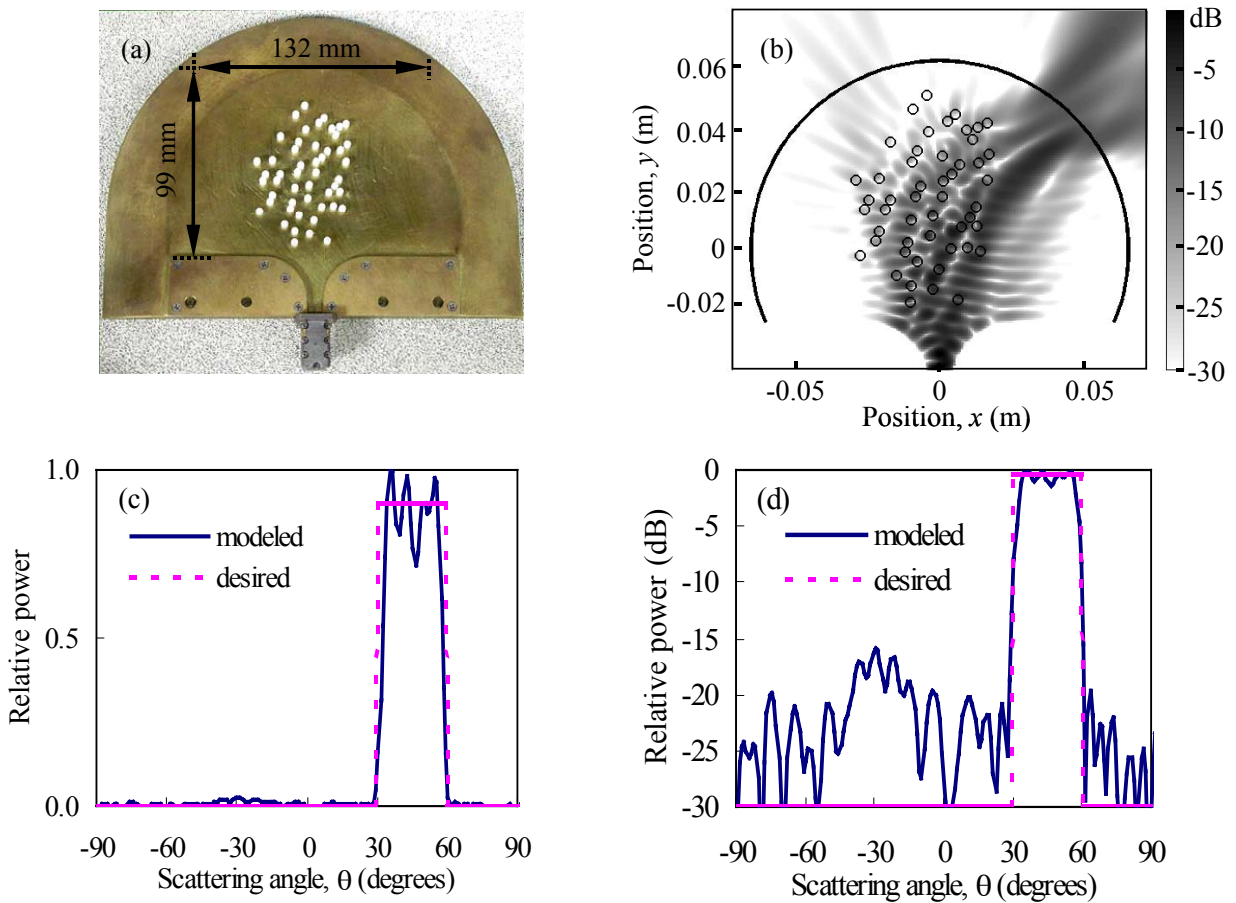 (a)
132 mm
99 mm
(b)
dB
-5
-10
-15
-20
-25
-30
0.06
0.04
0.02
0
-0.02
Position, y (m)
-0.05 0 0.05
Position, x (m)
(c)
1.0
0.5
0.0
Relative power
modeled
desired
-90 -60 -30 0 30 60 90
Scattering angle, θ (degrees)
(d)
0
-5
-10
-15
-20
-25
-30
Relative power (dB)
modeled
desired
-90 -60 -30 0 30 60 90
Scattering angle, θ (degrees)